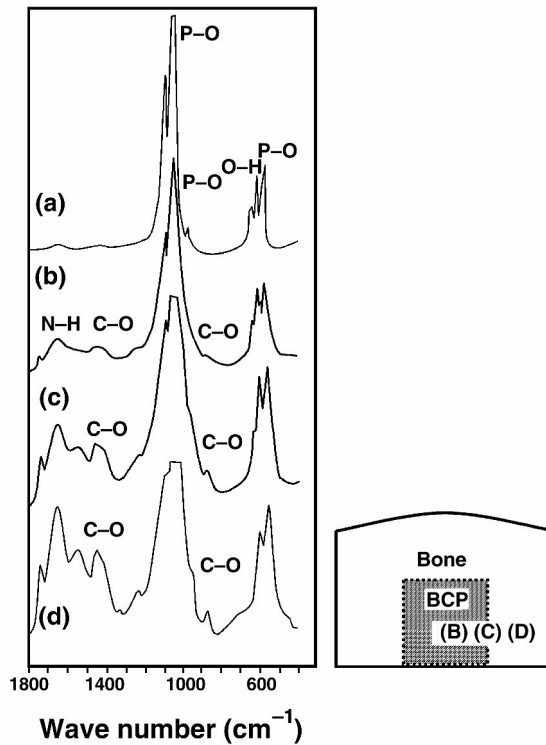 P–O
O–H
P–O
P–O
(a)
(b)
N–H
C–O
C–O
(c)
C–O
C–O
(d)
C–O
C–O
1800
1400
1000
600
Wave number (cm⁻¹)
Bone
BCP
(B) (C) (D)